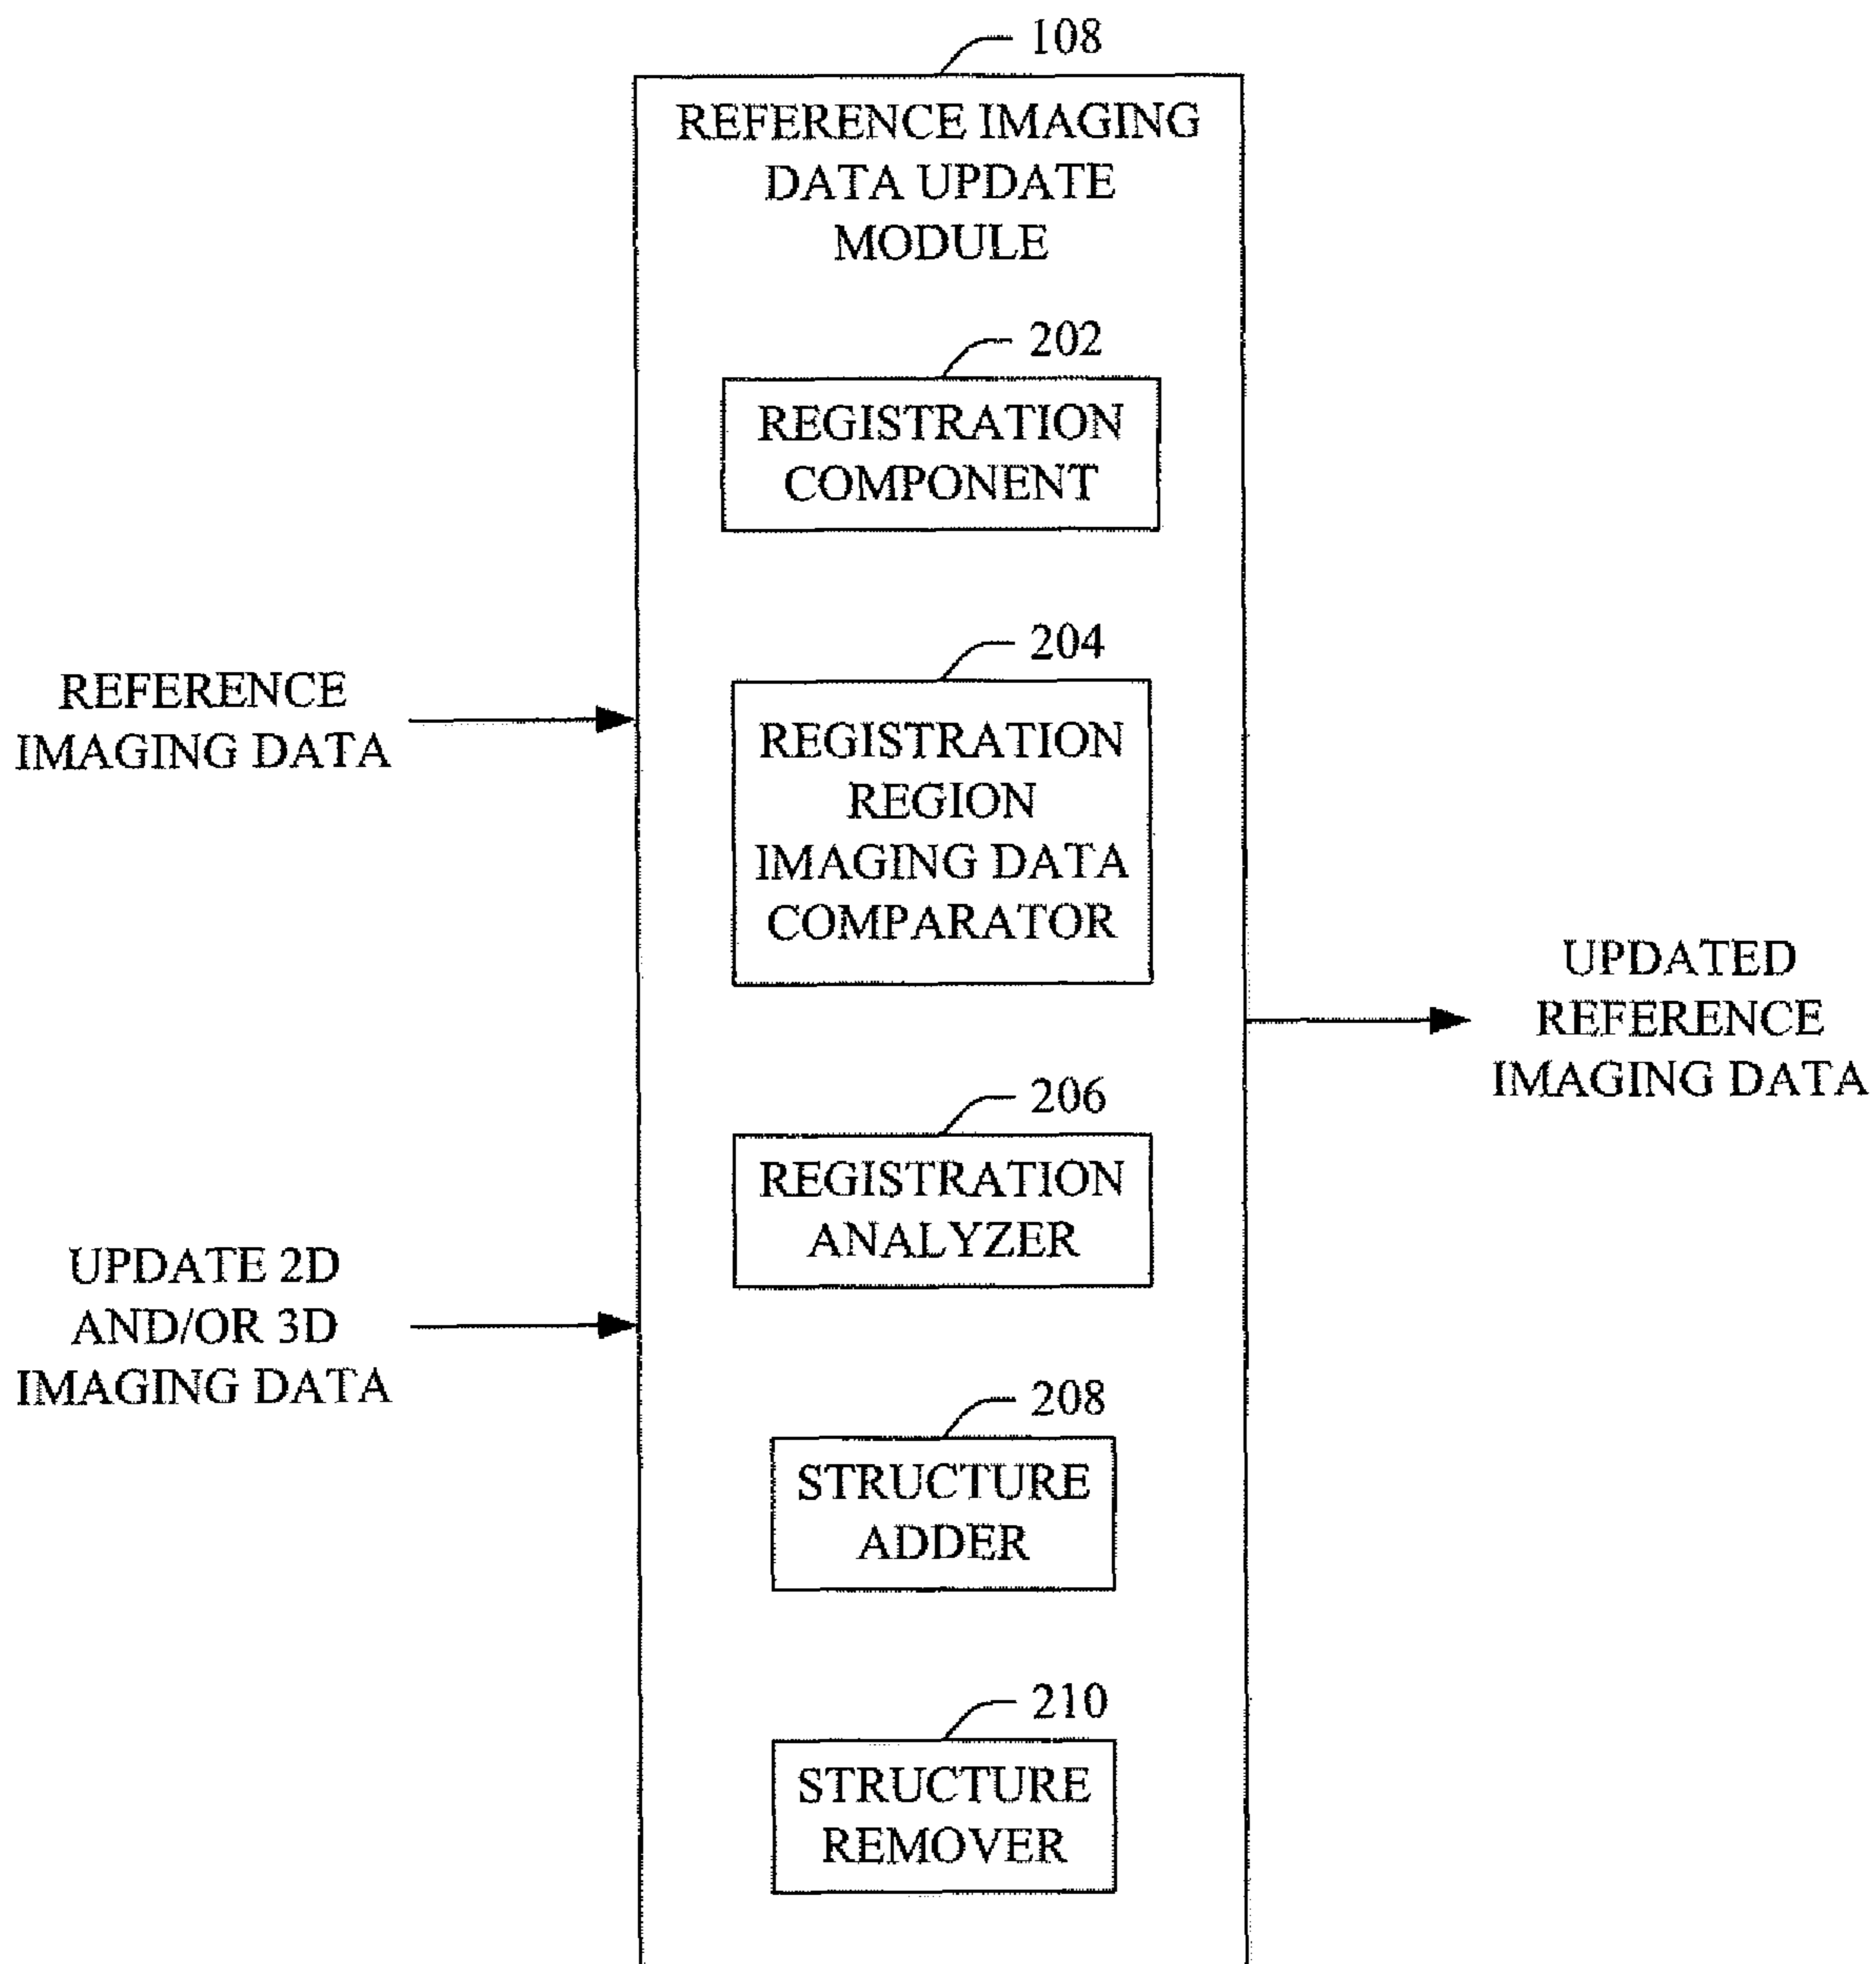 108
REFERENCE IMAGING
DATA UPDATE
MODULE
202
REGISTRATION
COMPONENT
204
REGISTRATION
REGION
IMAGING DATA
COMPARATOR
206
REGISTRATION
ANALYZER
208
STRUCTURE
ADDER
210
STRUCTURE
REMOVER
REFERENCE
IMAGING DATA
UPDATE 2D
AND/OR 3D
IMAGING DATA
UPDATED
REFERENCE
IMAGING DATA